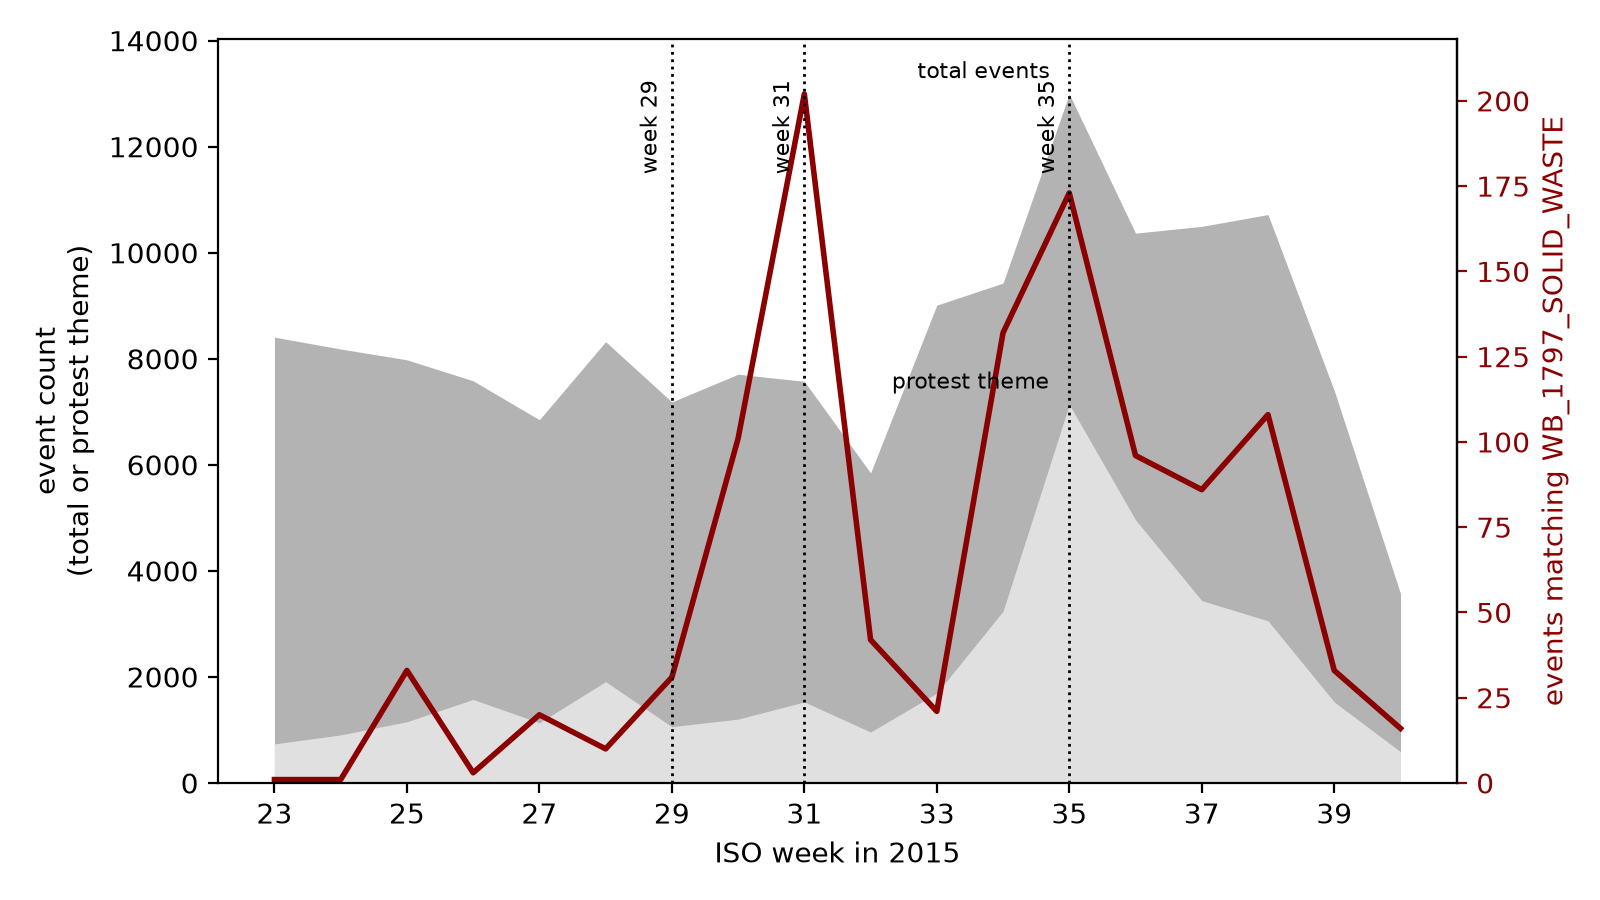 14000
12000
10000
8000
6000
4000
2000
0
event count
(total or protest theme)
week 29
week 31
week 35
total events
protest theme
200
175
150
125
100
75
50
25
0
events matching WB_1797_SOLID_WASTE
23 25 27 29 31 33 35 37 39
ISO week in 2015